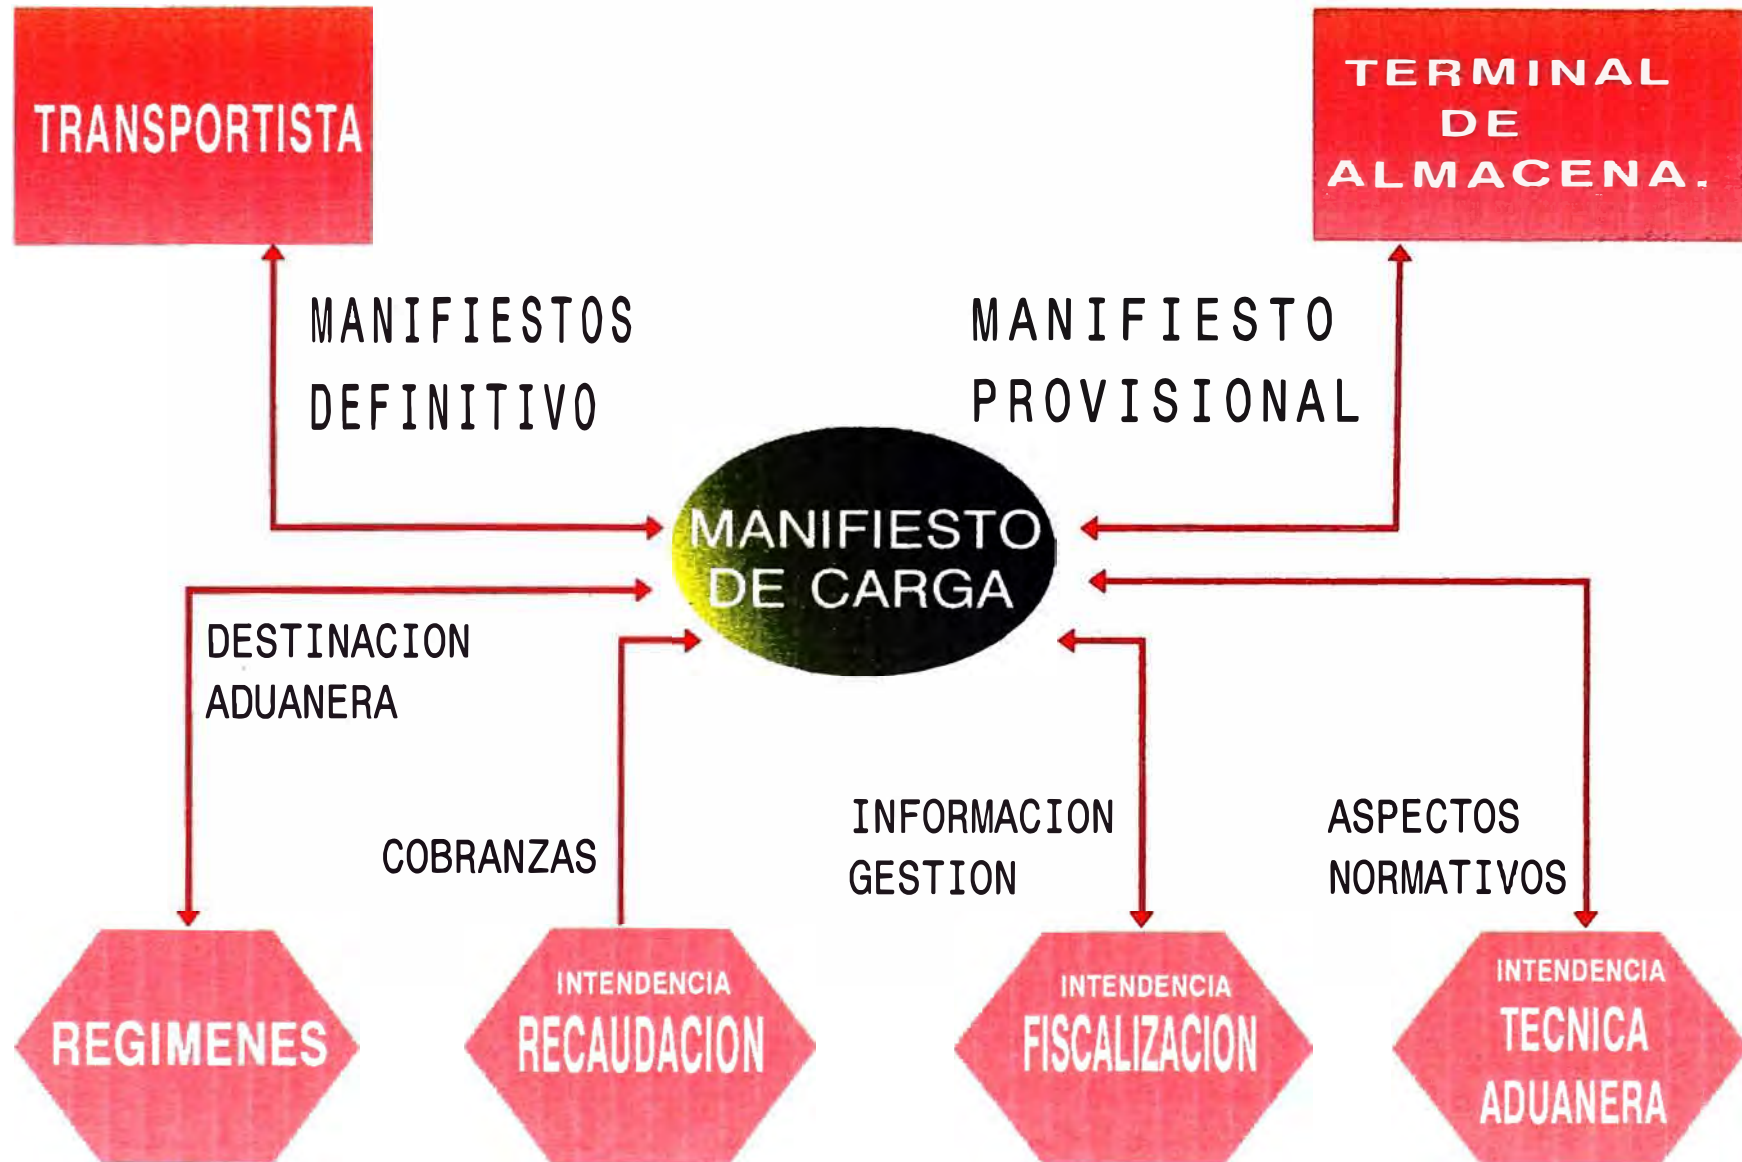 TRANSPORTISTA
TERMINAL
DE
ALMACENA.
MANIFIESTOS
DEFINITIVO
MANIFIESTO
PROVISIONAL
MANIFIESTO
DE CARGA
DESTINACION
ADUANERA
COBRANZAS
INFORMACION
GESTION
ASPECTOS
NORMATIVOS
REGIMENES
INTENDENCIA
RECAUDACION
INTENDENCIA
FISCALIZACION
INTENDENCIA
TECNICA
ADUANERA